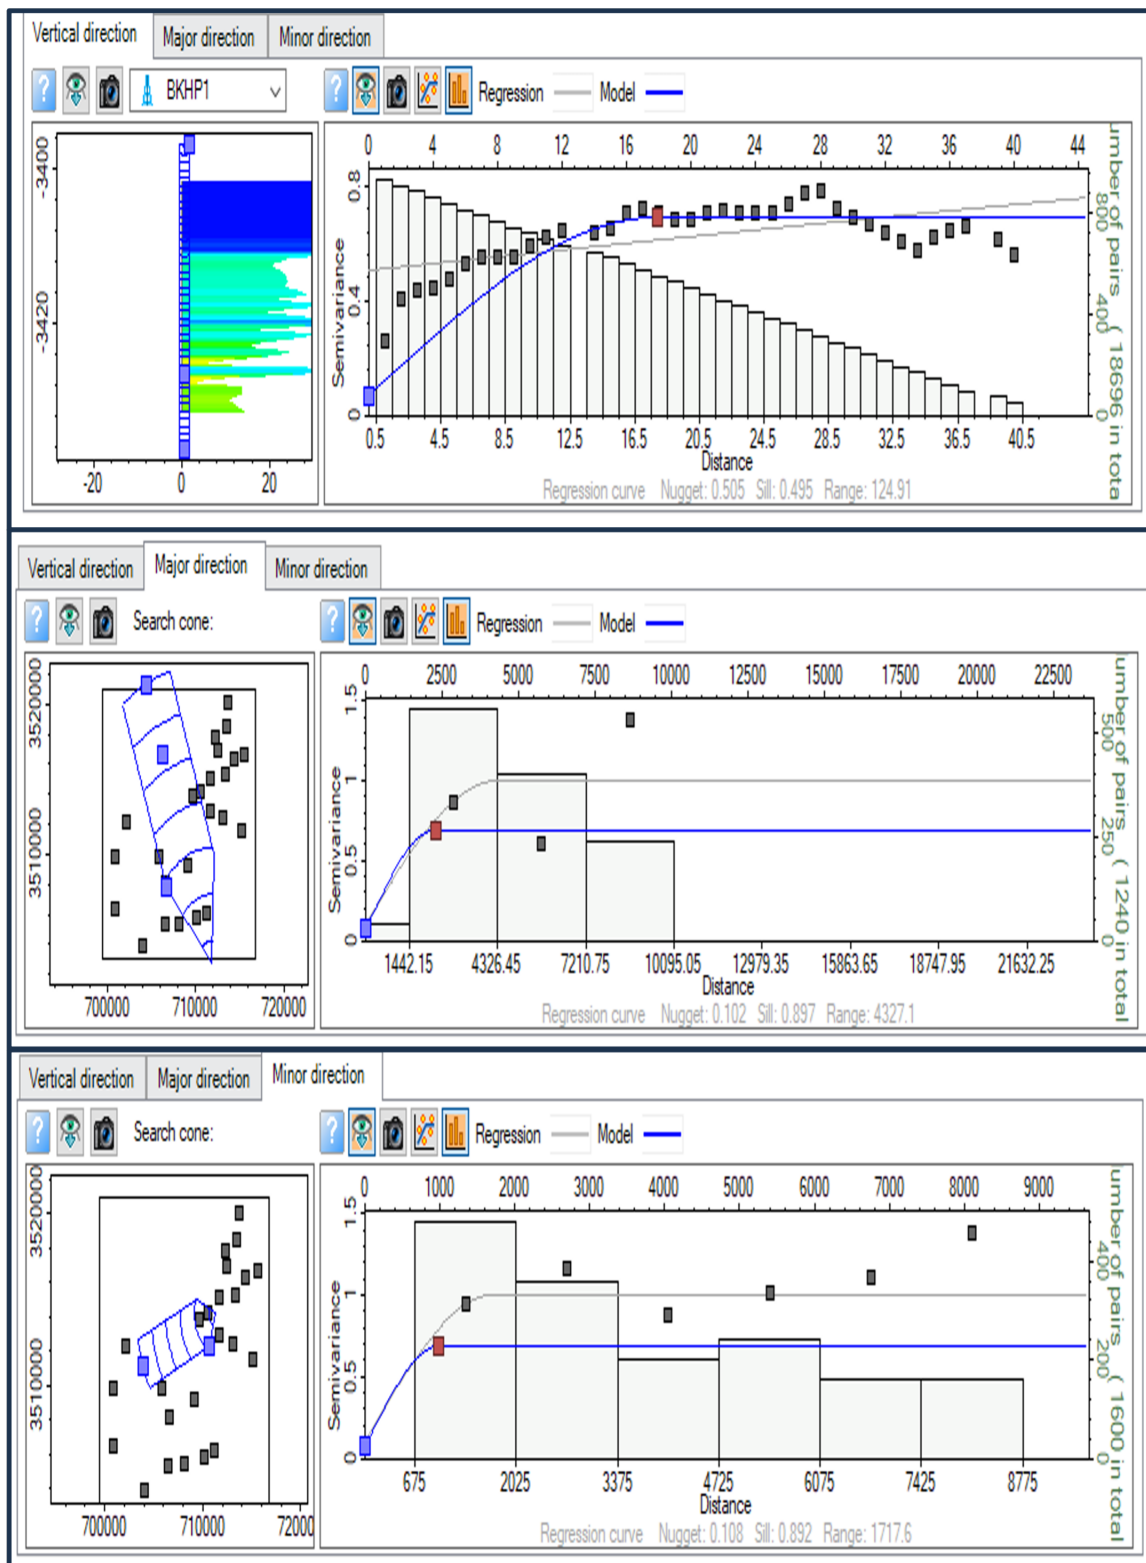 Vertical direction Major direction Minor direction
? BKHP1 ? Regression Model
-3400
-3420
-20 0 20
0 4 8 12 16 20 24 28 32 36 40 44
Semivariance
0 0.4 0.8
0 400 800
umber of pairs ( 18696 in tota
0.5 4.5 8.5 12.5 16.5 20.5 24.5 28.5 32.5 36.5 40.5
Distance
Regression curve Nugget: 0.505 Sill: 0.495 Range: 124.91
Vertical direction Major direction Minor direction
? Search cone: ? Regression Model
3520000
3510000
700000 710000 720000
0 2500 5000 7500 10000 12500 15000 17500 20000 22500
Semivariance
0 0.5 1 1.5
0 250 500
lumber of pairs ( 1240 in total
1442.15 4326.45 7210.75 10095.05 12979.35 15863.65 18747.95 21632.25
Distance
Regression curve Nugget: 0.102 Sill: 0.897 Range: 4327.1
Vertical direction Major direction Minor direction
? Search cone: ? Regression Model
3520000
3510000
700000 710000 72000
0 1000 2000 3000 4000 5000 6000 7000 8000 9000
Semivariance
0 0.5 1 1.5
0 200 400
lumber of pairs ( 1600 in total
675 2025 3375 4725 6075 7425 8775
Distance
Regression curve Nugget: 0.108 Sill: 0.892 Range: 1717.6